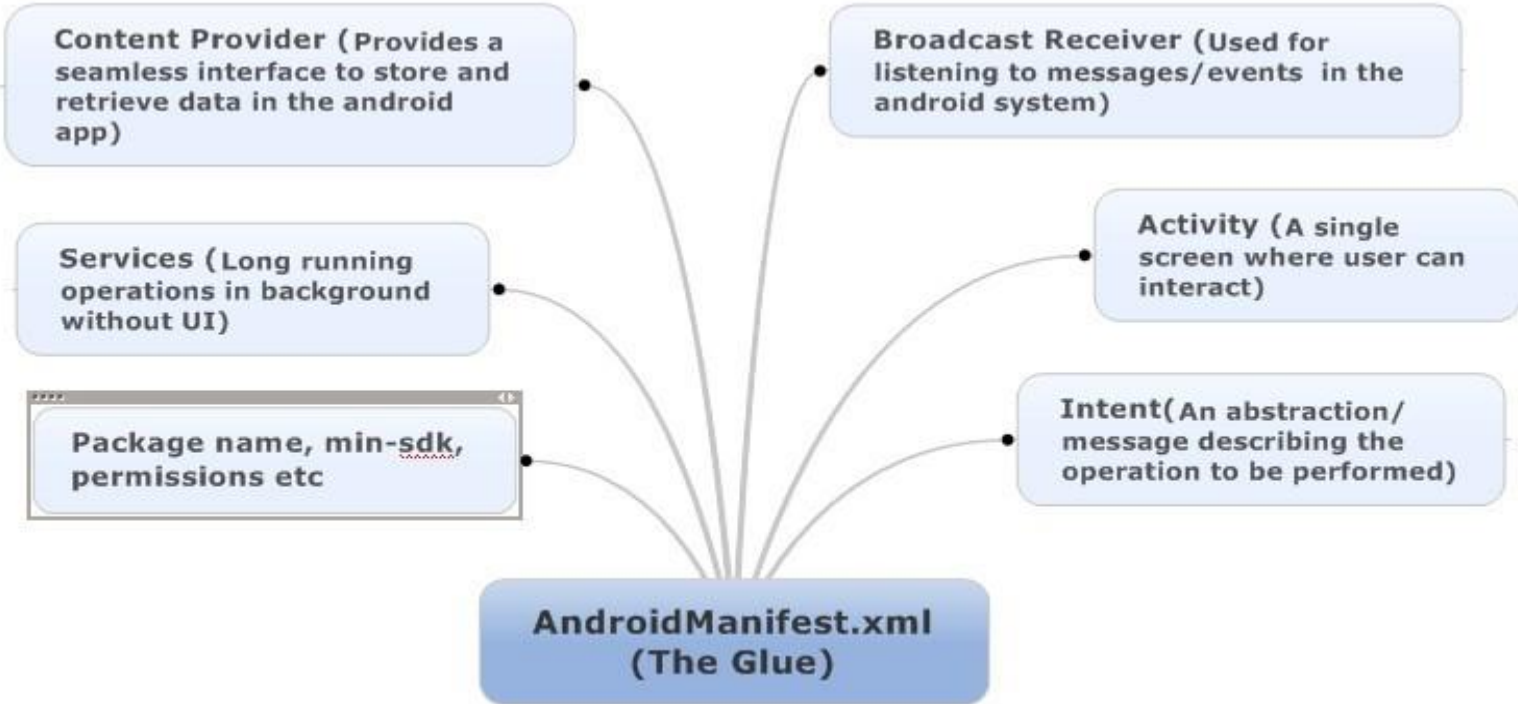 Content Provider (Provides a
seamless interface to store and
retrieve data in the android
app)
Broadcast Receiver (Used for
listening to messages/events in the
android system)
Services (Long running
operations in background
without UI)
Activity (A single
screen where user can
interact)
Package name, min-sdk,
permissions etc
Intent(An abstraction/
message describing the
operation to be performed)
AndroidManifest.xml
(The Glue)